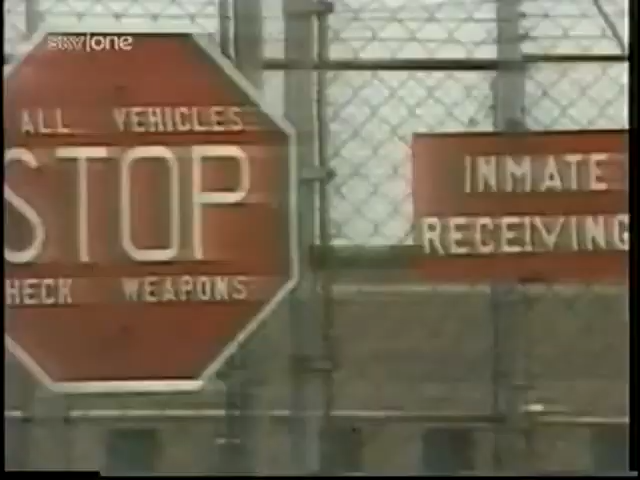 sky one
ALL VEHICLES
STOP
HECK WEAPONS
INMATE
RECEIVING